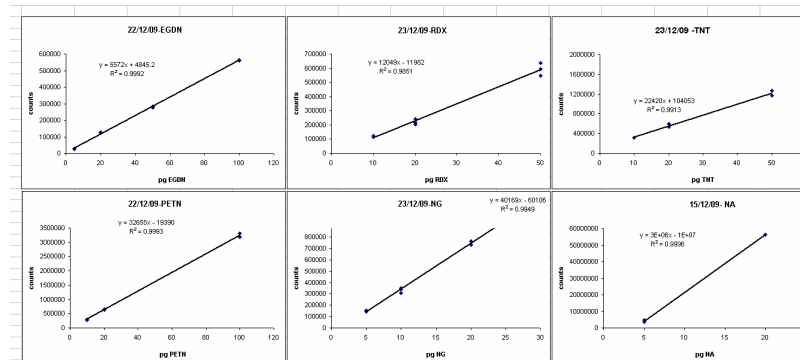 22/12/09-EGDN
y = 5572x + 4845.2
R² = 0.9992
counts
600000
500000
400000
300000
200000
100000
0
0 20 40 60 80 100 120
pg EGDN
23/12/09-RDX
y = 12049x - 11982
R² = 0.9851
counts
700000
600000
500000
400000
300000
200000
100000
0
0 10 20 30 40 50
pg RDX
23/12/09 -TNT
y = 22420x + 104053
R² = 0.9913
counts
2000000
1600000
1200000
800000
400000
0
0 10 20 30 40 50
pg TNT
22/12/09-PETN
y = 32655x - 19390
R² = 0.9993
counts
3500000
3000000
2500000
2000000
1500000
1000000
500000
0
0 20 40 60 80 100 120
pg PETN
23/12/09-NG
y = 40169x - 60106
R² = 0.9949
counts
800000
700000
600000
500000
400000
300000
200000
100000
0
0 5 10 15 20 25 30
pg NG
15/12/09- NA
y = 3E+06x - 1E+07
R² = 0.9996
counts
60000000
50000000
40000000
30000000
20000000
10000000
0
0 5 10 15 20
pg NA